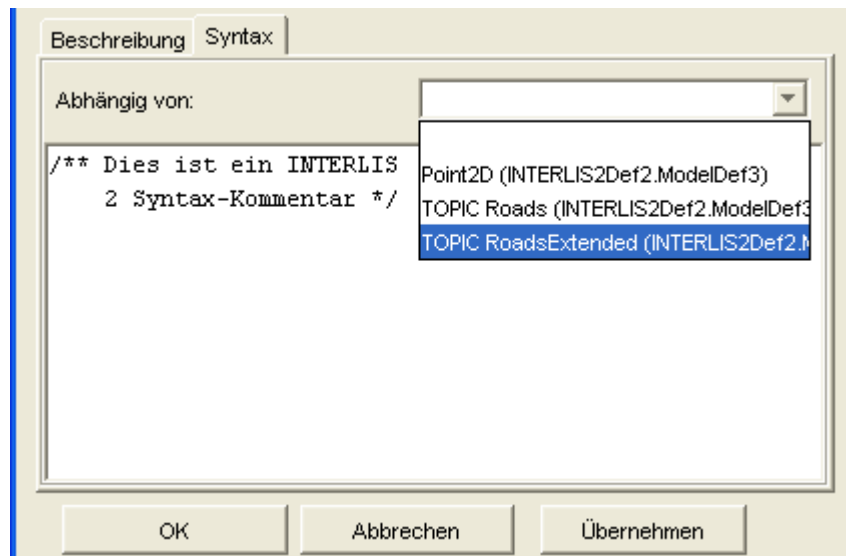 Beschreibung Syntax
Abhängig von:
/** Dies ist ein INTERLIS
2 Syntax-Kommentar */
Point2D (INTERLIS2Def2.ModelDef3)
TOPIC Roads (INTERLIS2Def2.ModelDef3
TOPIC RoadsExtended (INTERLIS2Def2.
OK Abbrechen Übernehmen